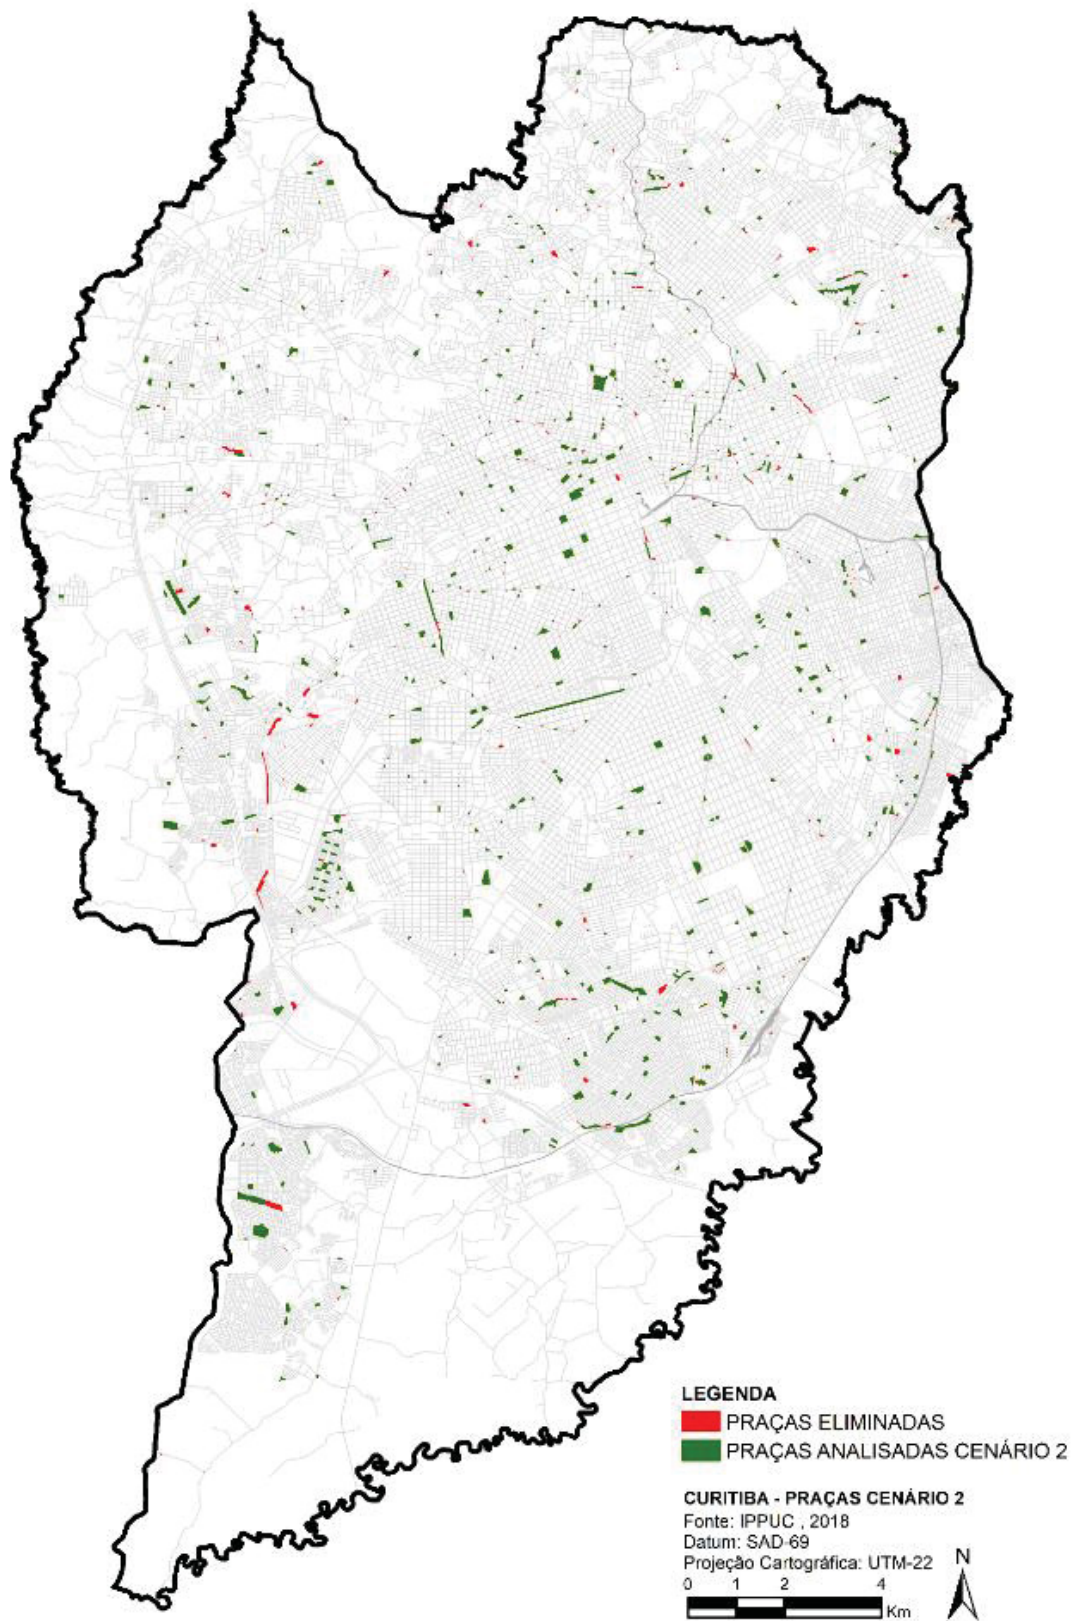 LEGENDA
PRAÇAS ELIMINADAS
PRAÇAS ANALISADAS CENÁRIO 2
CURITIBA - PRAÇAS CENÁRIO 2
Fonte: IPPUC , 2018
Datum: SAD-69
Projeção Cartográfica: UTM-22
N
0 1 2 4
Km